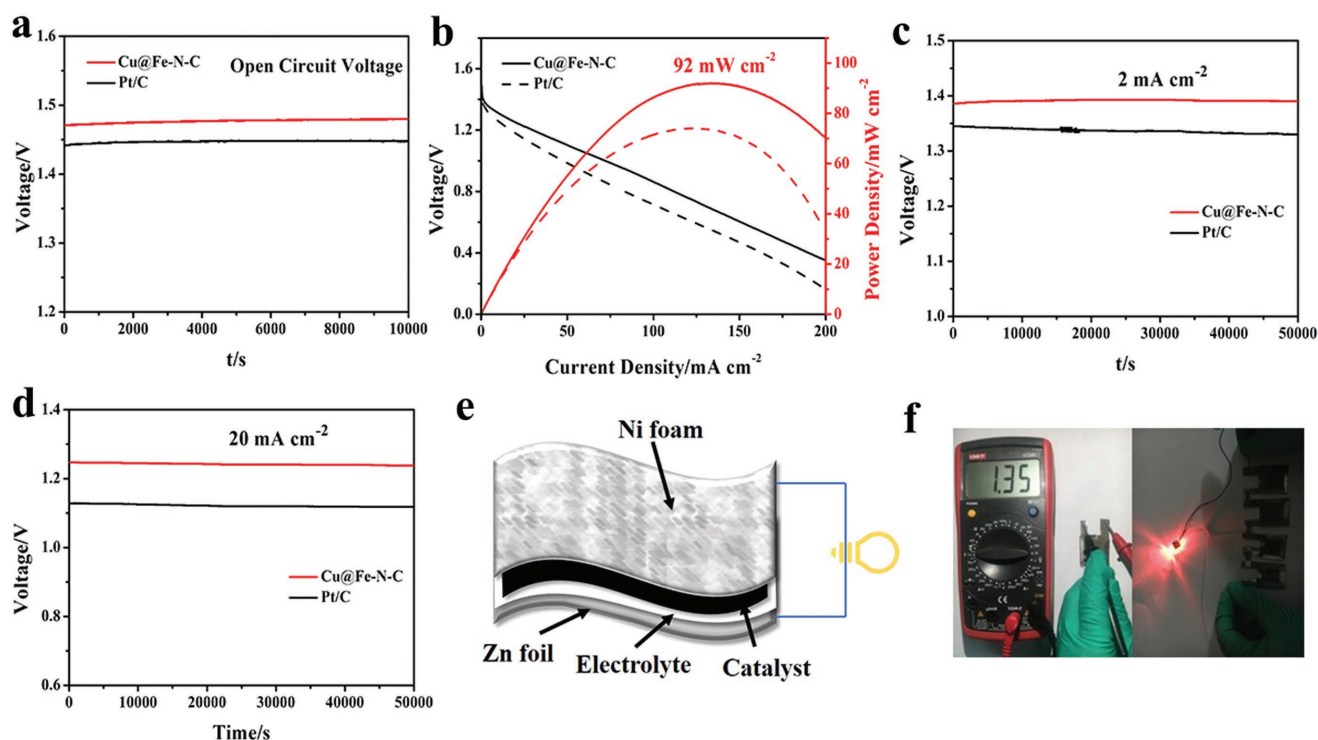 a
1.6
1.5
1.4
1.3
1.2
Voltage/V
Cu@Fe-N-C
Pt/C
Open Circuit Voltage
0 2000 4000 6000 8000 10000
t/s
b
1.6
1.2
0.8
0.4
0.0
Voltage/V
Cu@Fe-N-C
Pt/C
92 mW cm⁻²
100
90
80
70
60
50
40
30
20
10
0
Power Density/mW cm⁻²
0 50 100 150 200
Current Density/mA cm⁻²
c
1.5
1.4
1.3
1.2
1.1
1.0
Voltage/V
2 mA cm⁻²
Cu@Fe-N-C
Pt/C
0 10000 20000 30000 40000 50000
t/s
d
1.4
1.2
1.0
0.8
0.6
Voltage/V
20 mA cm⁻²
Cu@Fe-N-C
Pt/C
0 10000 20000 30000 40000 50000
Time/s
e
Ni foam
Zn foil
Electrolyte
Catalyst
f
1.35